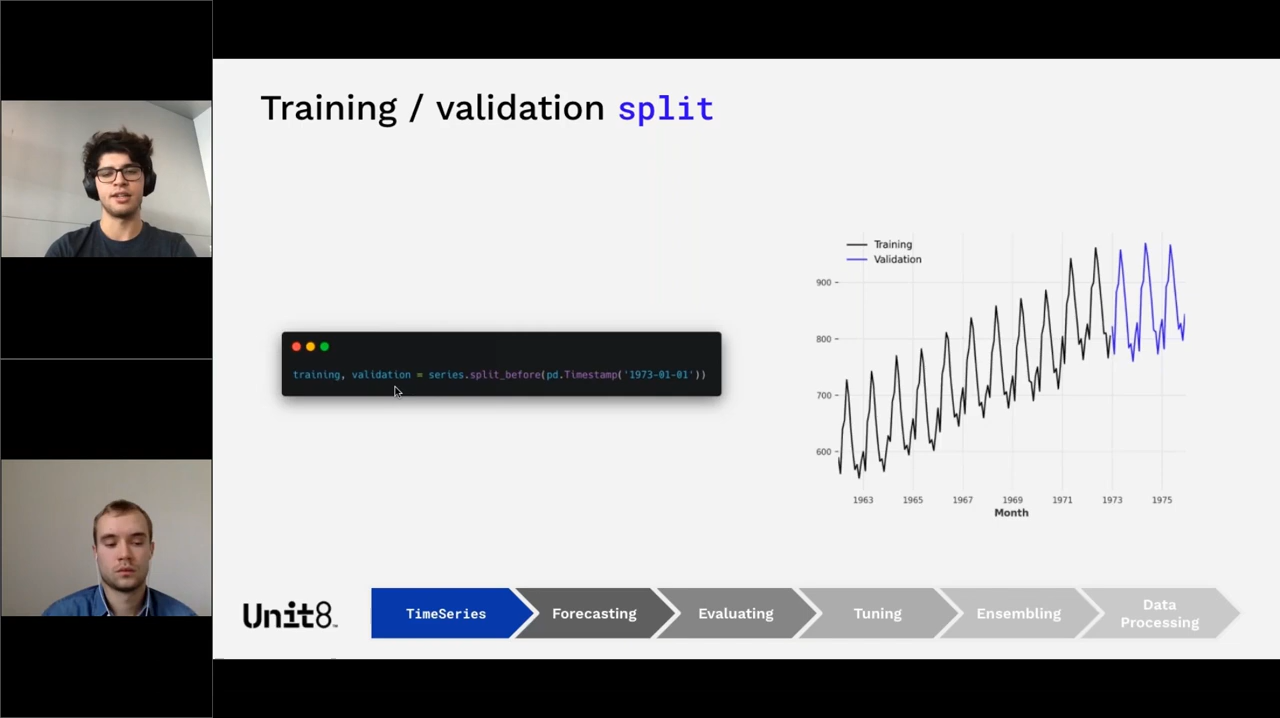 Training / validation split
training, validation = series.split_before(pd.Timestamp('1973-01-01'))
Training
Validation
900
800
700
600
1963
1965
1967
1969
1971
1973
1975
Month
Unit8
TimeSeries
Forecasting
Evaluating
Tuning
Ensembling
Data
Processing